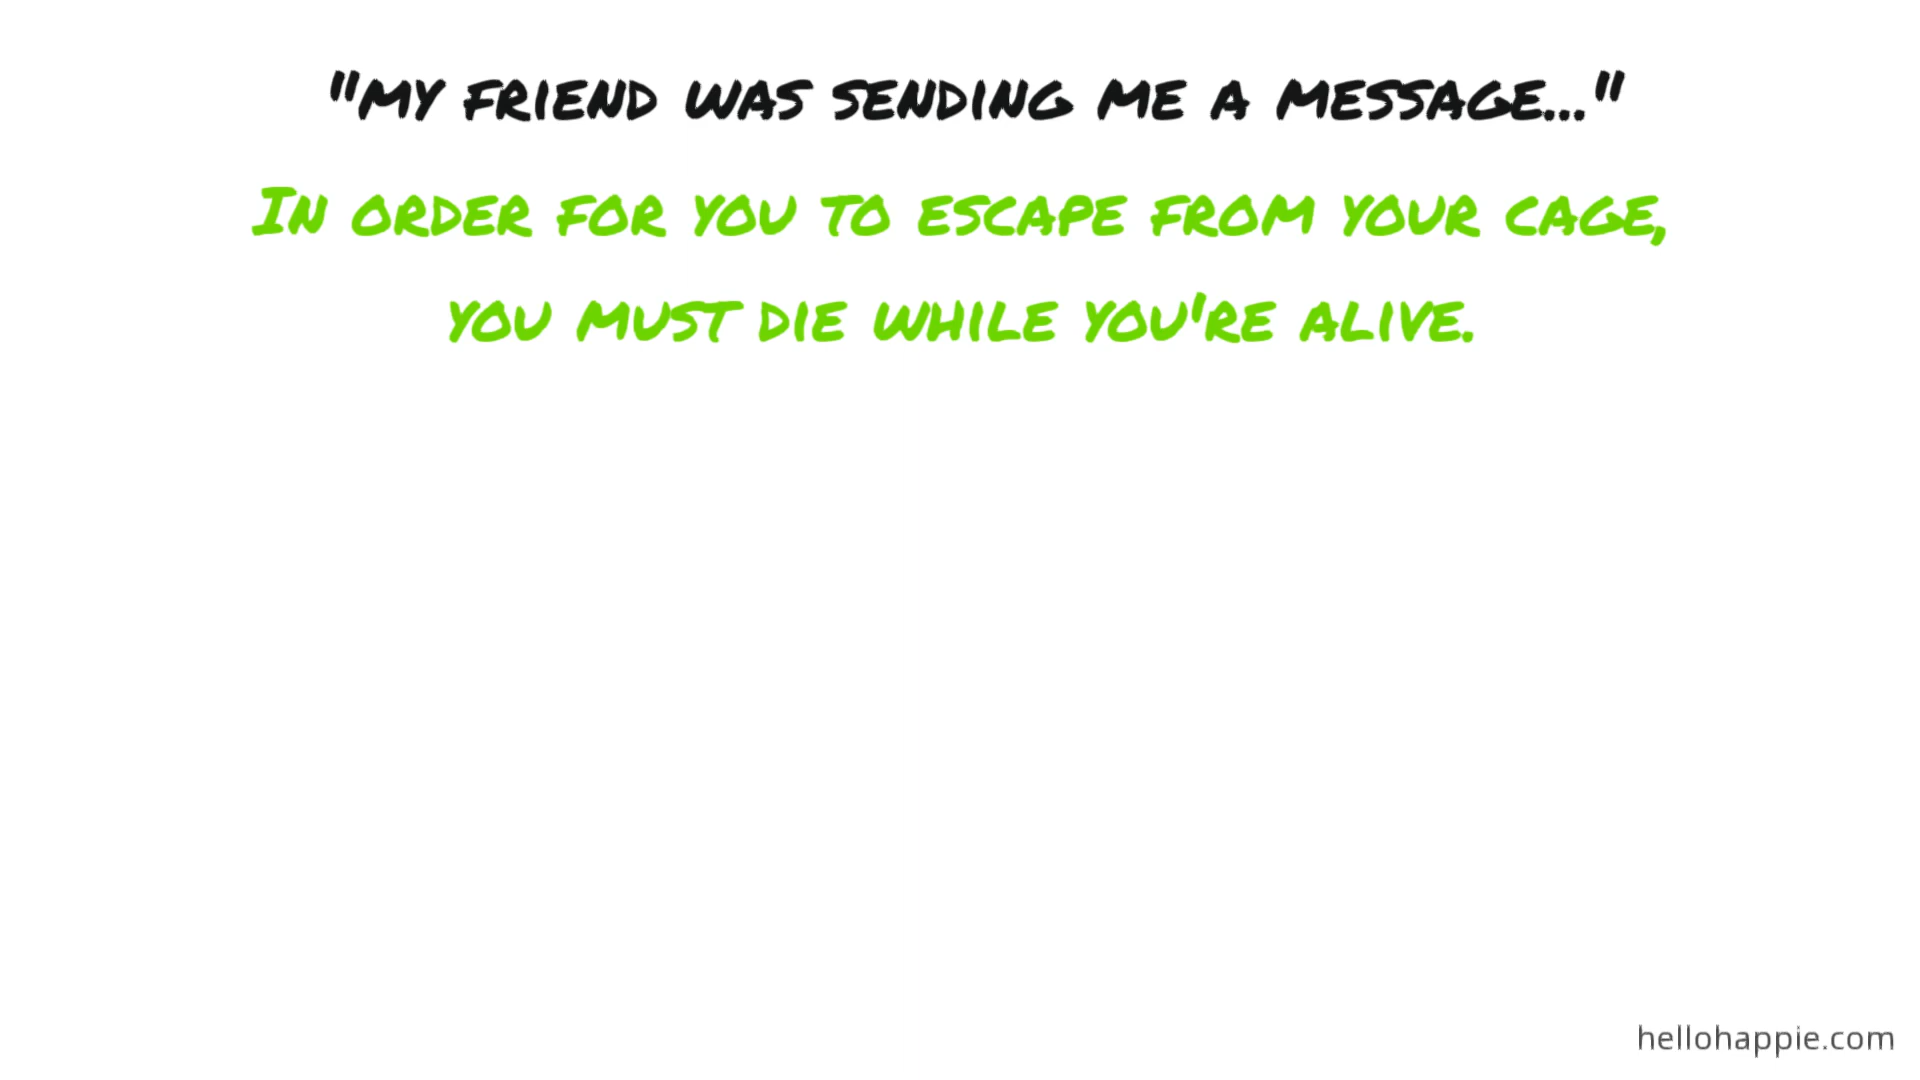 "My friend was sending me a message..."
In order for you to escape from your cage,
you must die while you're alive.
hellohappie.com